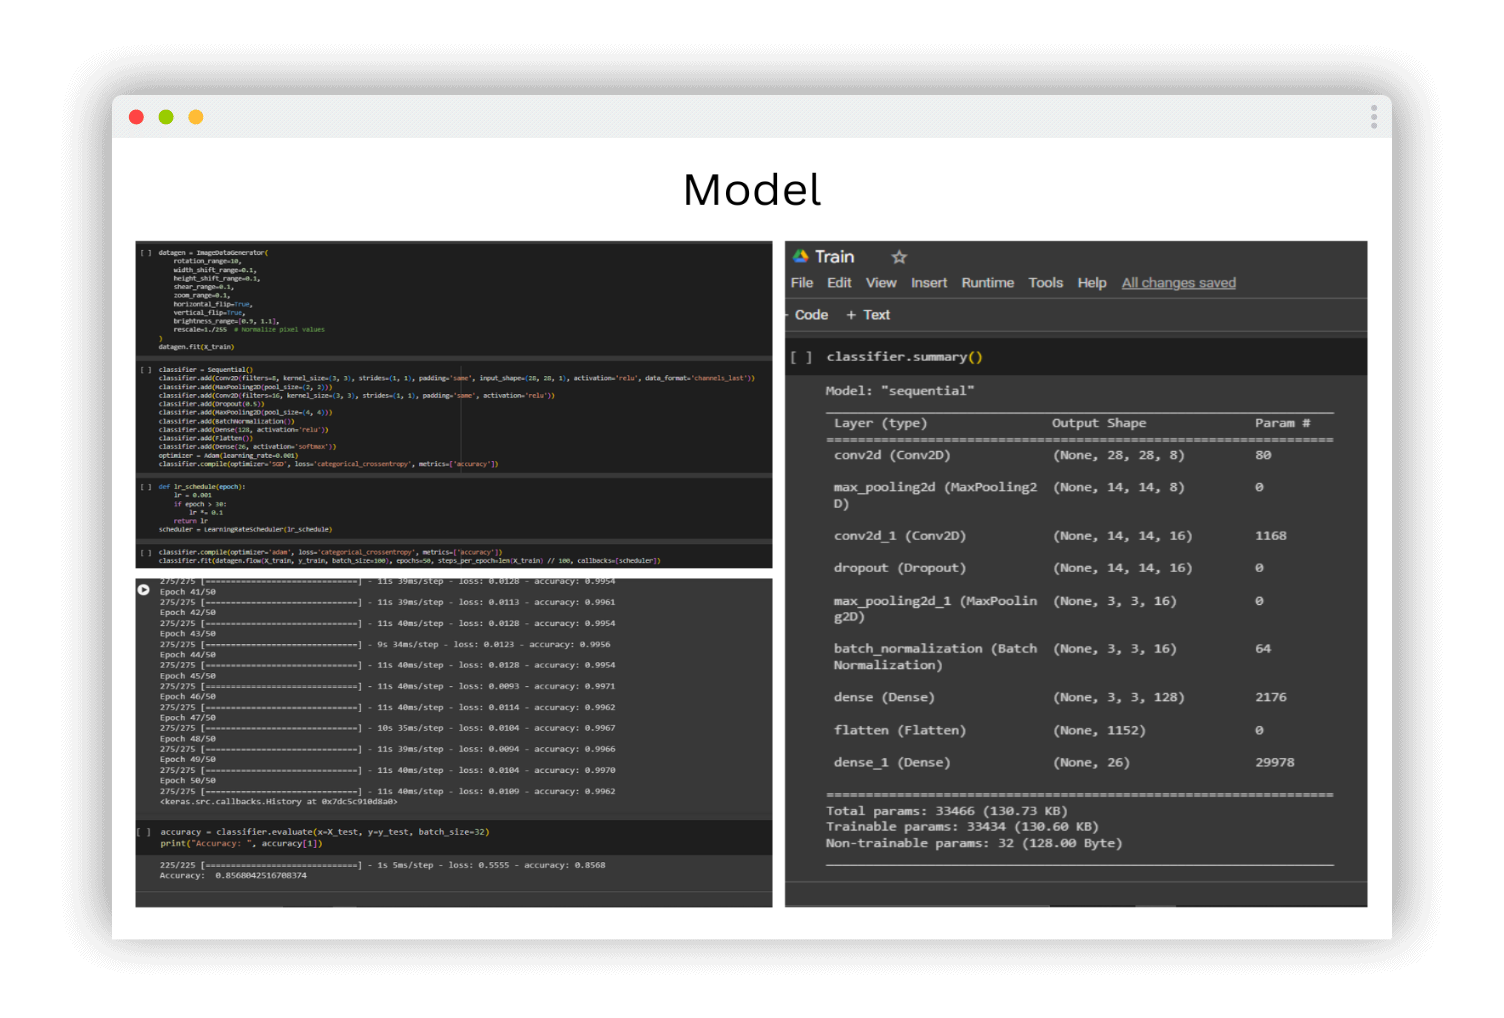 Model
[ ] datagen = ImageDataGenerator(
rotation_range=10,
width_shift_range=0.1,
height_shift_range=0.1,
shear_range=0.1,
zoom_range=0.1,
horizontal_flip=True,
vertical_flip=True,
brightness_range=[0.9, 1.1],
rescale=1./255 # Normalize pixel values
)
datagen.fit(X_train)
[ ] classifier = Sequential()
classifier.add(Conv2D(filters=8, kernel_size=(3, 3), strides=(1, 1), padding='same', input_shape=(28, 28, 1), activation='relu', data_format='channels_last'))
classifier.add(MaxPooling2D(pool_size=(2, 2)))
classifier.add(Conv2D(filters=16, kernel_size=(3, 3), strides=(1, 1), padding='same', activation='relu'))
classifier.add(Dropout(0.5))
classifier.add(MaxPooling2D(pool_size=(4, 4)))
classifier.add(BatchNormalization())
classifier.add(Dense(128, activation='relu'))
classifier.add(Flatten())
classifier.add(Dense(26, activation='softmax'))
optimizer = Adam(learning_rate=0.001)
classifier.compile(optimizer='SGD', loss='categorical_crossentropy', metrics=['accuracy'])
[ ] def lr_schedule(epoch):
lr = 0.001
if epoch > 30:
lr *= 0.1
return lr
scheduler = LearningRateScheduler(lr_schedule)
[ ] classifier.compile(optimizer='adam', loss='categorical_crossentropy', metrics=['accuracy'])
classifier.fit(datagen.flow(X_train, y_train, batch_size=100), epochs=50, steps_per_epoch=len(X_train) // 100, callbacks=[scheduler])
275/275 [==============================] - 11s 39ms/step - loss: 0.0128 - accuracy: 0.9954
Epoch 41/50
275/275 [==============================] - 11s 39ms/step - loss: 0.0113 - accuracy: 0.9961
Epoch 42/50
275/275 [==============================] - 11s 40ms/step - loss: 0.0128 - accuracy: 0.9954
Epoch 43/50
275/275 [==============================] - 9s 34ms/step - loss: 0.0123 - accuracy: 0.9956
Epoch 44/50
275/275 [==============================] - 11s 40ms/step - loss: 0.0128 - accuracy: 0.9954
Epoch 45/50
275/275 [==============================] - 11s 40ms/step - loss: 0.0093 - accuracy: 0.9971
Epoch 46/50
275/275 [==============================] - 11s 40ms/step - loss: 0.0114 - accuracy: 0.9962
Epoch 47/50
275/275 [==============================] - 10s 35ms/step - loss: 0.0104 - accuracy: 0.9967
Epoch 48/50
275/275 [==============================] - 11s 39ms/step - loss: 0.0094 - accuracy: 0.9966
Epoch 49/50
275/275 [==============================] - 11s 40ms/step - loss: 0.0104 - accuracy: 0.9970
Epoch 50/50
275/275 [==============================] - 11s 40ms/step - loss: 0.0109 - accuracy: 0.9962
<keras.src.callbacks.History at 0x7dc5c910d8a0>
[ ] accuracy = classifier.evaluate(x=X_test, y=y_test, batch_size=32)
print("Accuracy: ", accuracy[1])
225/225 [==============================] - 1s 5ms/step - loss: 0.5555 - accuracy: 0.8568
Accuracy: 0.8568042516708374
Train
File Edit View Insert Runtime Tools Help All changes saved
Code + Text
[ ] classifier.summary()
Model: "sequential"
Layer (type) Output Shape Param #
=================================================================
conv2d (Conv2D) (None, 28, 28, 8) 80
max_pooling2d (MaxPooling2 (None, 14, 14, 8) 0
D)
conv2d_1 (Conv2D) (None, 14, 14, 16) 1168
dropout (Dropout) (None, 14, 14, 16) 0
max_pooling2d_1 (MaxPoolin (None, 3, 3, 16) 0
g2D)
batch_normalization (Batch (None, 3, 3, 16) 64
Normalization)
dense (Dense) (None, 3, 3, 128) 2176
flatten (Flatten) (None, 1152) 0
dense_1 (Dense) (None, 26) 29978
=================================================================
Total params: 33466 (130.73 KB)
Trainable params: 33434 (130.60 KB)
Non-trainable params: 32 (128.00 Byte)